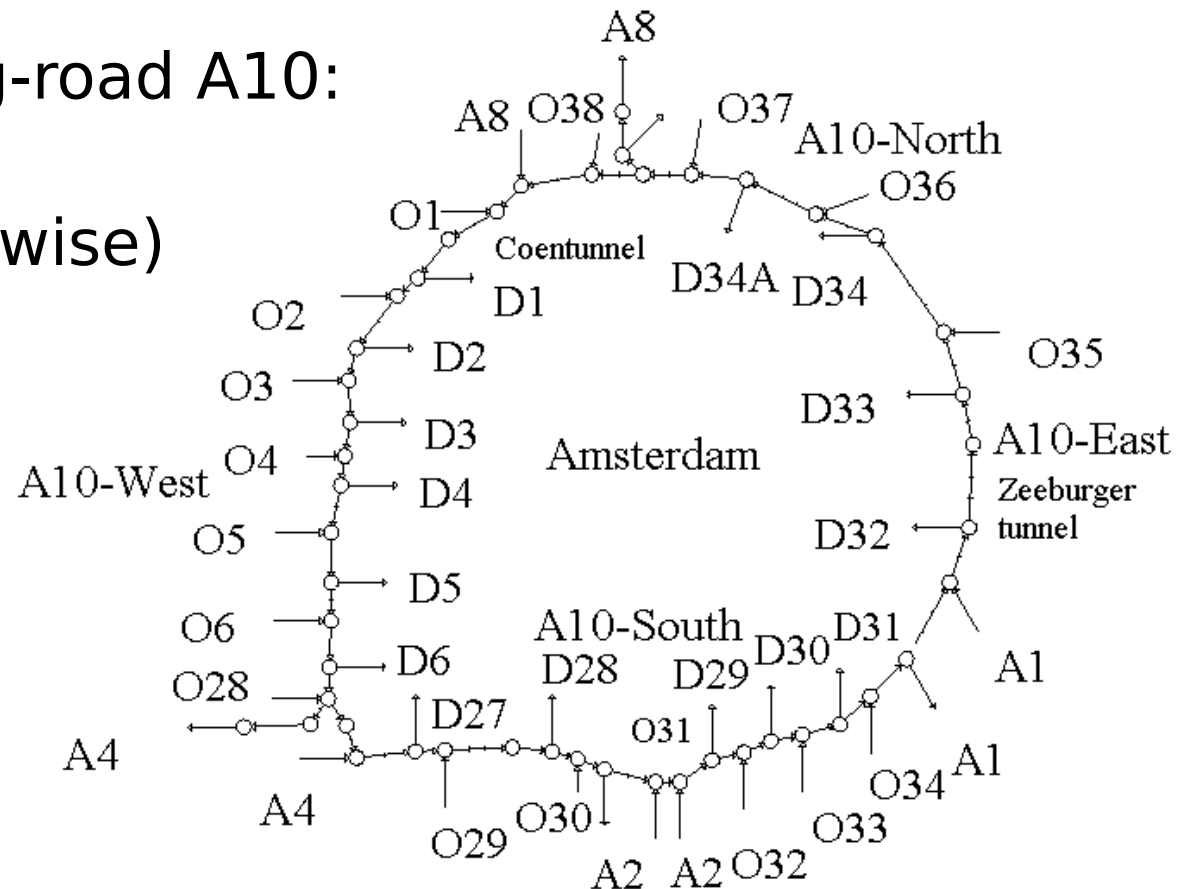 g-road A10:
wise)
A8
A8
O38
O37
A10-North
O36
O1
Coentunnel
D34A
D34
D1
O2
O35
D2
O3
D33
D3
A10-East
O4
Amsterdam
A10-West
D4
Zeeburger
tunnel
O5
D32
D5
O6
A10-South
D31
D30
D6
D28
D29
A1
O28
D27
O31
A4
A1
O34
A4
O30
O33
O29
A2
A2
O32